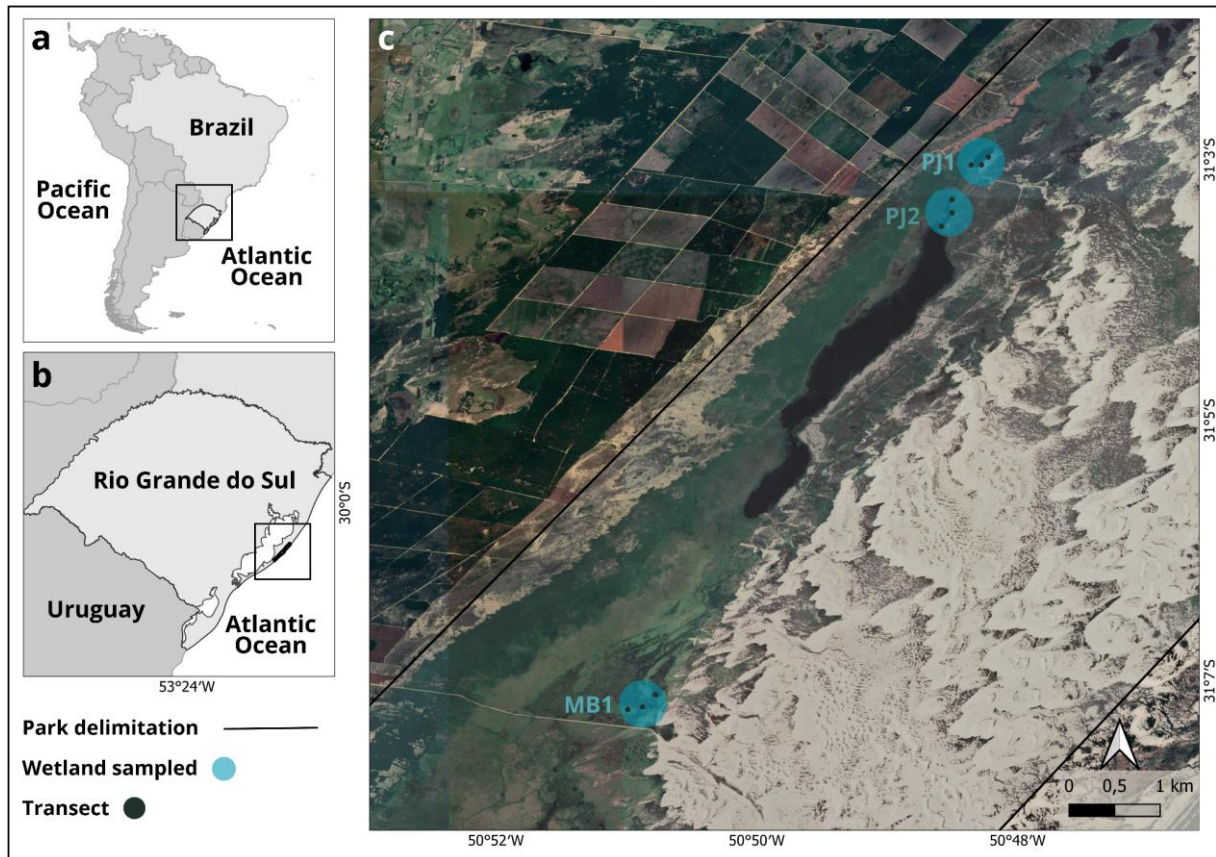 a
Brazil
Pacific
Ocean
Atlantic
Ocean
b
Rio Grande do Sul
Uruguay
Atlantic
Ocean
30°0'S
53°24'W
Park delimitation
Wetland sampled
Transect
c
PJ1
PJ2
MB1
31°3'S
31°5'S
31°7'S
0 0,5 1 km
50°52'W 50°50'W 50°48'W